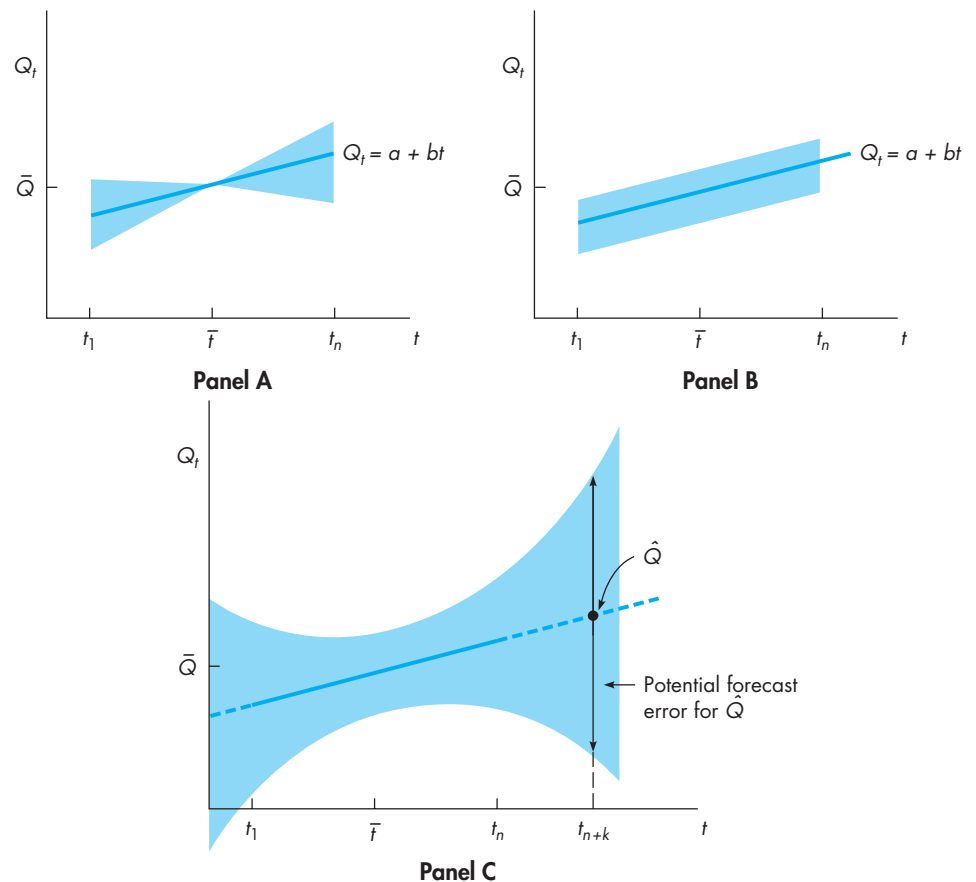 Qₜ
Q̄
Qₜ = a + bt
t₁
t̄
tₙ
t
Panel A
Qₜ
Q̄
Qₜ = a + bt
t₁
t̄
tₙ
t
Panel B
Qₜ
Q̂
Q̄
Potential forecast
error for Q̂
t₁
t̄
tₙ
tₙ₊ₖ
t
Panel C